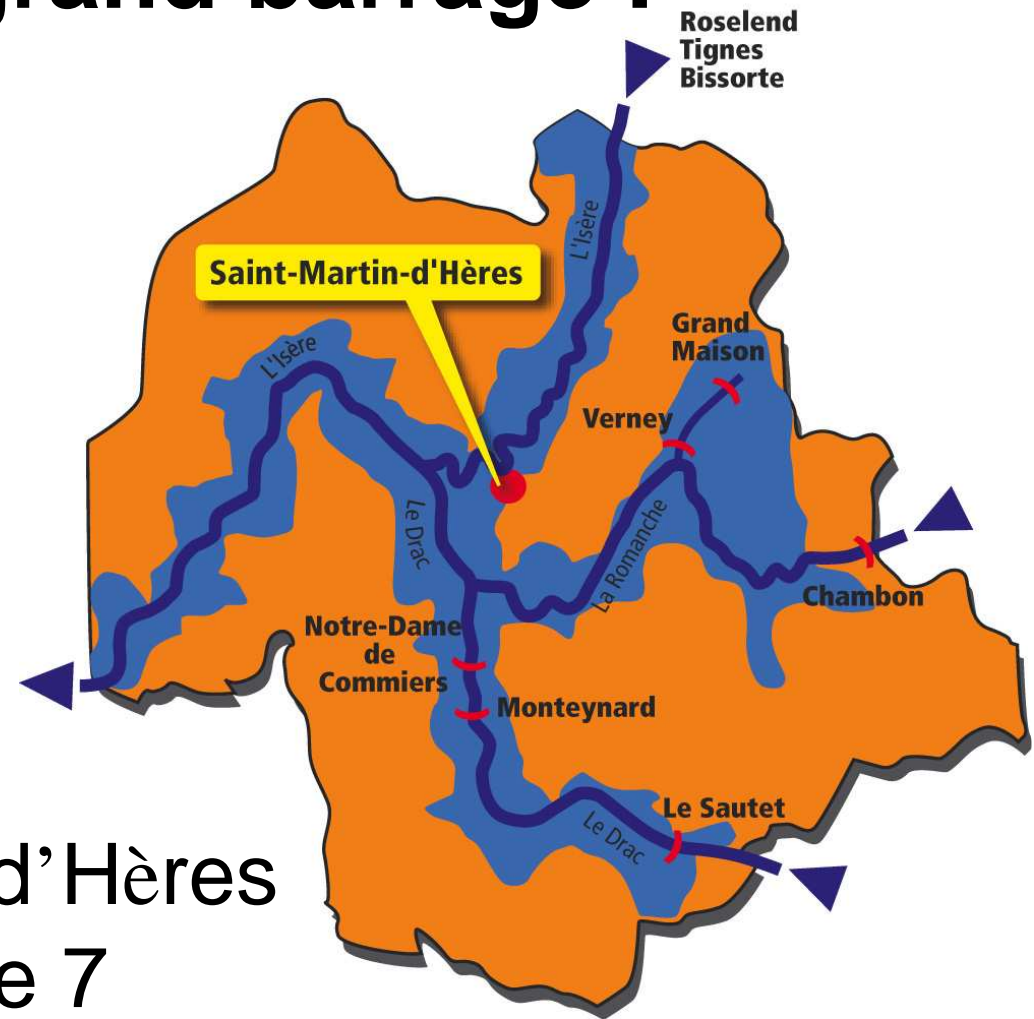 grand barrage ?
Roselend
Tignes
Bissorte
L'Isère
Saint-Martin-d'Hères
Grand
Maison
L'Isère
Verney
Le Drac
La Romanche
Chambon
Notre-Dame
de
Commiers
Monteynard
Le Sautet
Le Drac
d’Hères
e 7